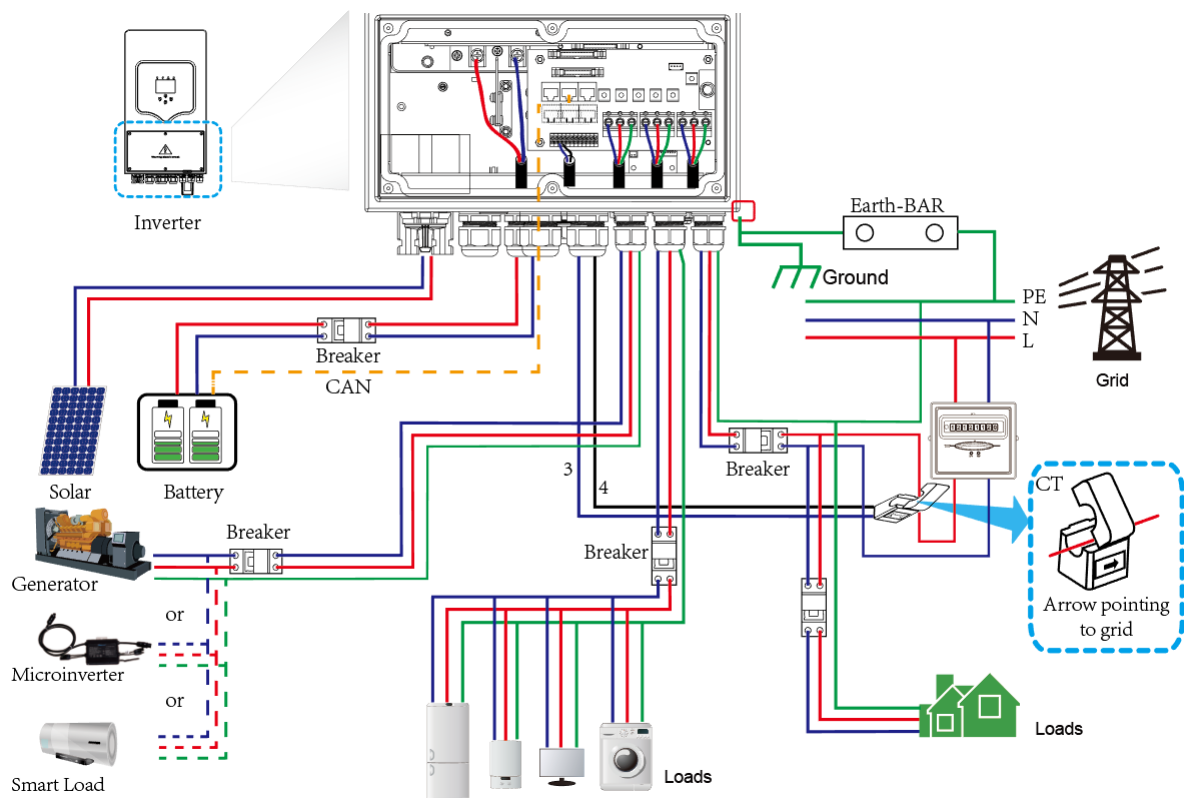 Inverter
Earth-BAR
Ground
PE
N
L
Grid
Breaker
CAN
Solar
Battery
Breaker
3
4
CT
Generator
Breaker
Breaker
or
Arrow pointing
to grid
Microinverter
or
Loads
Smart Load
Loads